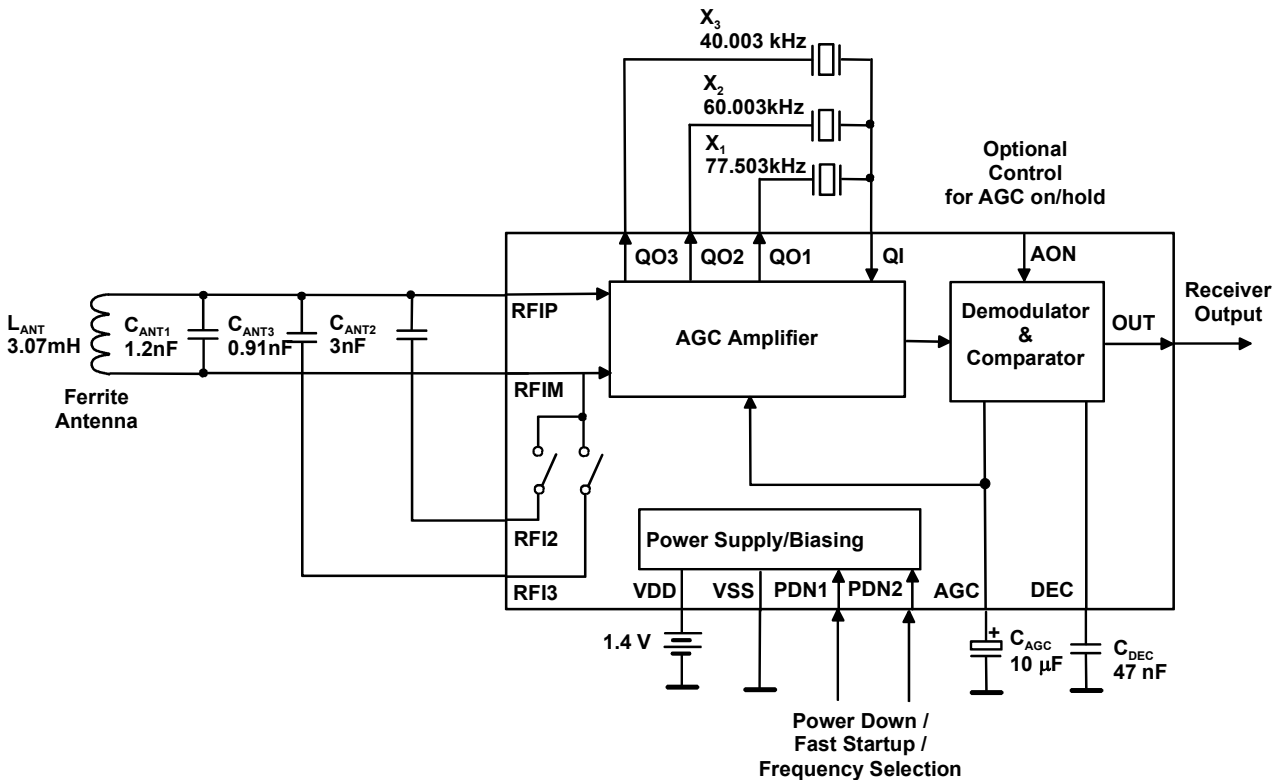 X3
40.003 kHz
X2
60.003kHz
X1
77.503kHz
Optional
Control
for AGC on/hold
QO3
QO2
QO1
QI
AON
RFIP
LANT
3.07mH
CANT1
1.2nF
CANT3
0.91nF
CANT2
3nF
AGC Amplifier
Demodulator
&
Comparator
OUT
Receiver
Output
Ferrite
Antenna
RFIM
RFI2
RFI3
Power Supply/Biasing
VDD
VSS
PDN1
PDN2
AGC
DEC
1.4 V
+
CAGC
10 µF
CDEC
47 nF
Power Down /
Fast Startup /
Frequency Selection